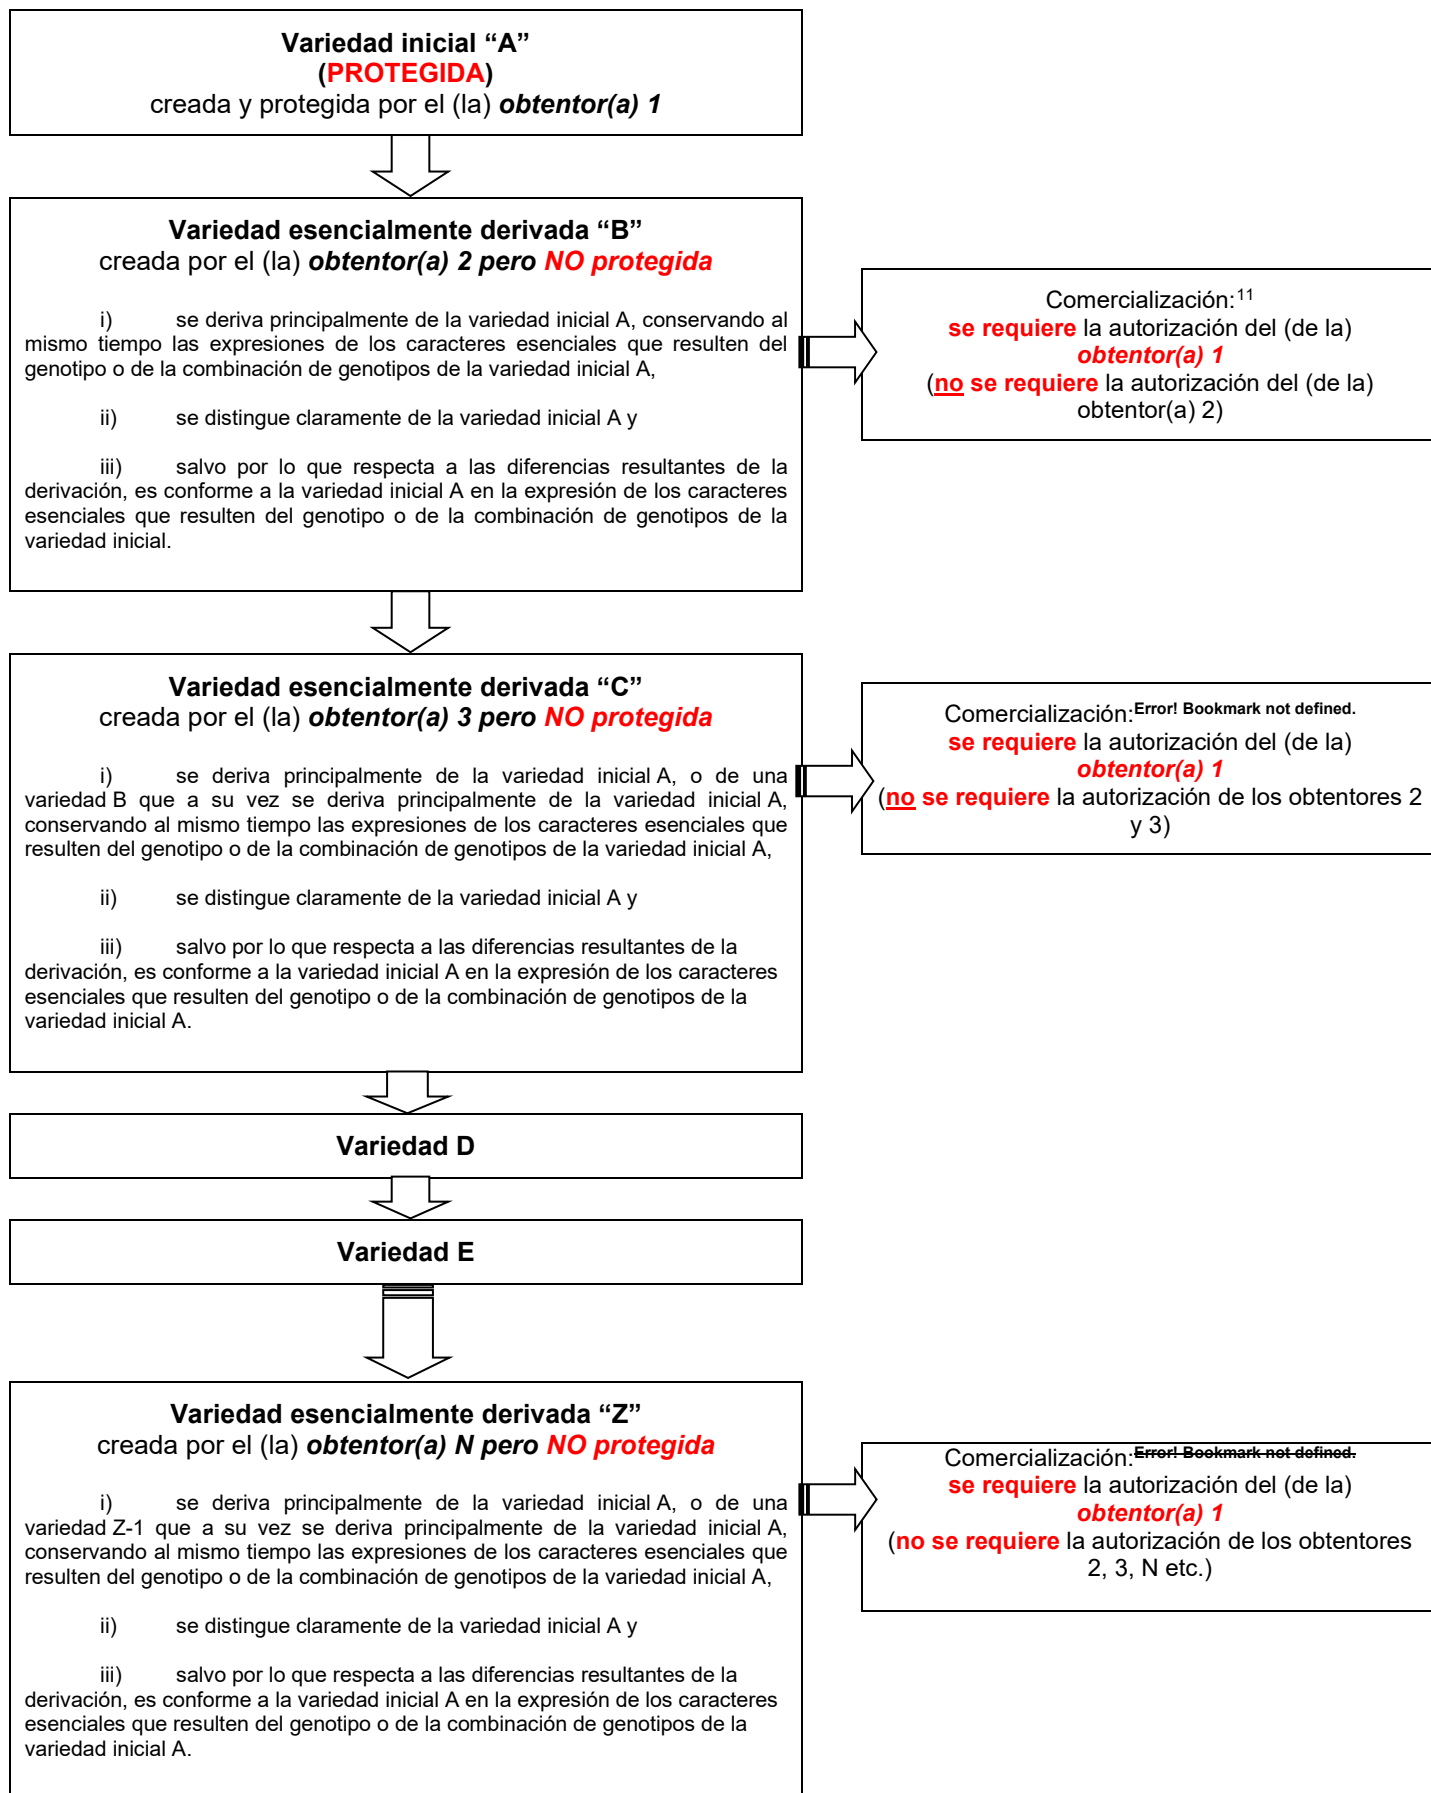 Variedad inicial “A”
(PROTEGIDA)
creada y protegida por el (la) obtentor(a) 1
Variedad esencialmente derivada “B”
creada por el (la) obtentor(a) 2 pero NO protegida
i) se deriva principalmente de la variedad inicial A, conservando al
mismo tiempo las expresiones de los caracteres esenciales que resulten del
genotipo o de la combinación de genotipos de la variedad inicial A,
ii) se distingue claramente de la variedad inicial A y
iii) salvo por lo que respecta a las diferencias resultantes de la
derivación, es conforme a la variedad inicial A en la expresión de los caracteres
esenciales que resulten del genotipo o de la combinación de genotipos de la
variedad inicial.
Comercialización:11
se requiere la autorización del (de la)
obtentor(a) 1
(no se requiere la autorización del (de la)
obtentor(a) 2)
Variedad esencialmente derivada “C”
creada por el (la) obtentor(a) 3 pero NO protegida
i) se deriva principalmente de la variedad inicial A, o de una
variedad B que a su vez se deriva principalmente de la variedad inicial A,
conservando al mismo tiempo las expresiones de los caracteres esenciales que
resulten del genotipo o de la combinación de genotipos de la variedad inicial A,
ii) se distingue claramente de la variedad inicial A y
iii) salvo por lo que respecta a las diferencias resultantes de la
derivación, es conforme a la variedad inicial A en la expresión de los caracteres
esenciales que resulten del genotipo o de la combinación de genotipos de la
variedad inicial A.
Comercialización:Error! Bookmark not defined.
se requiere la autorización del (de la)
obtentor(a) 1
(no se requiere la autorización de los obtentores 2
y 3)
Variedad D
Variedad E
Variedad esencialmente derivada “Z”
creada por el (la) obtentor(a) N pero NO protegida
i) se deriva principalmente de la variedad inicial A, o de una
variedad Z-1 que a su vez se deriva principalmente de la variedad inicial A,
conservando al mismo tiempo las expresiones de los caracteres esenciales que
resulten del genotipo o de la combinación de genotipos de la variedad inicial A,
ii) se distingue claramente de la variedad inicial A y
iii) salvo por lo que respecta a las diferencias resultantes de la
derivación, es conforme a la variedad inicial A en la expresión de los caracteres
esenciales que resulten del genotipo o de la combinación de genotipos de la
variedad inicial A.
Comercialización:Error! Bookmark not defined.
se requiere la autorización del (de la)
obtentor(a) 1
(no se requiere la autorización de los obtentores
2, 3, N etc.)